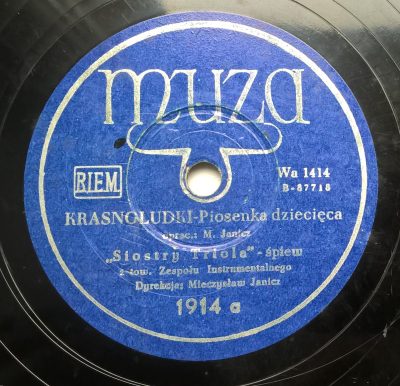 muza
RIEM
Wa 1414
B-87718
KRASNOLUDKI-Piosenka dziecięca
oprac.: M. Janicz
„Siostry Triola"-śpiew
z tow. Zespołu Instrumentalnego
Dyrekcja: Mieczysław Janicz
1914 a